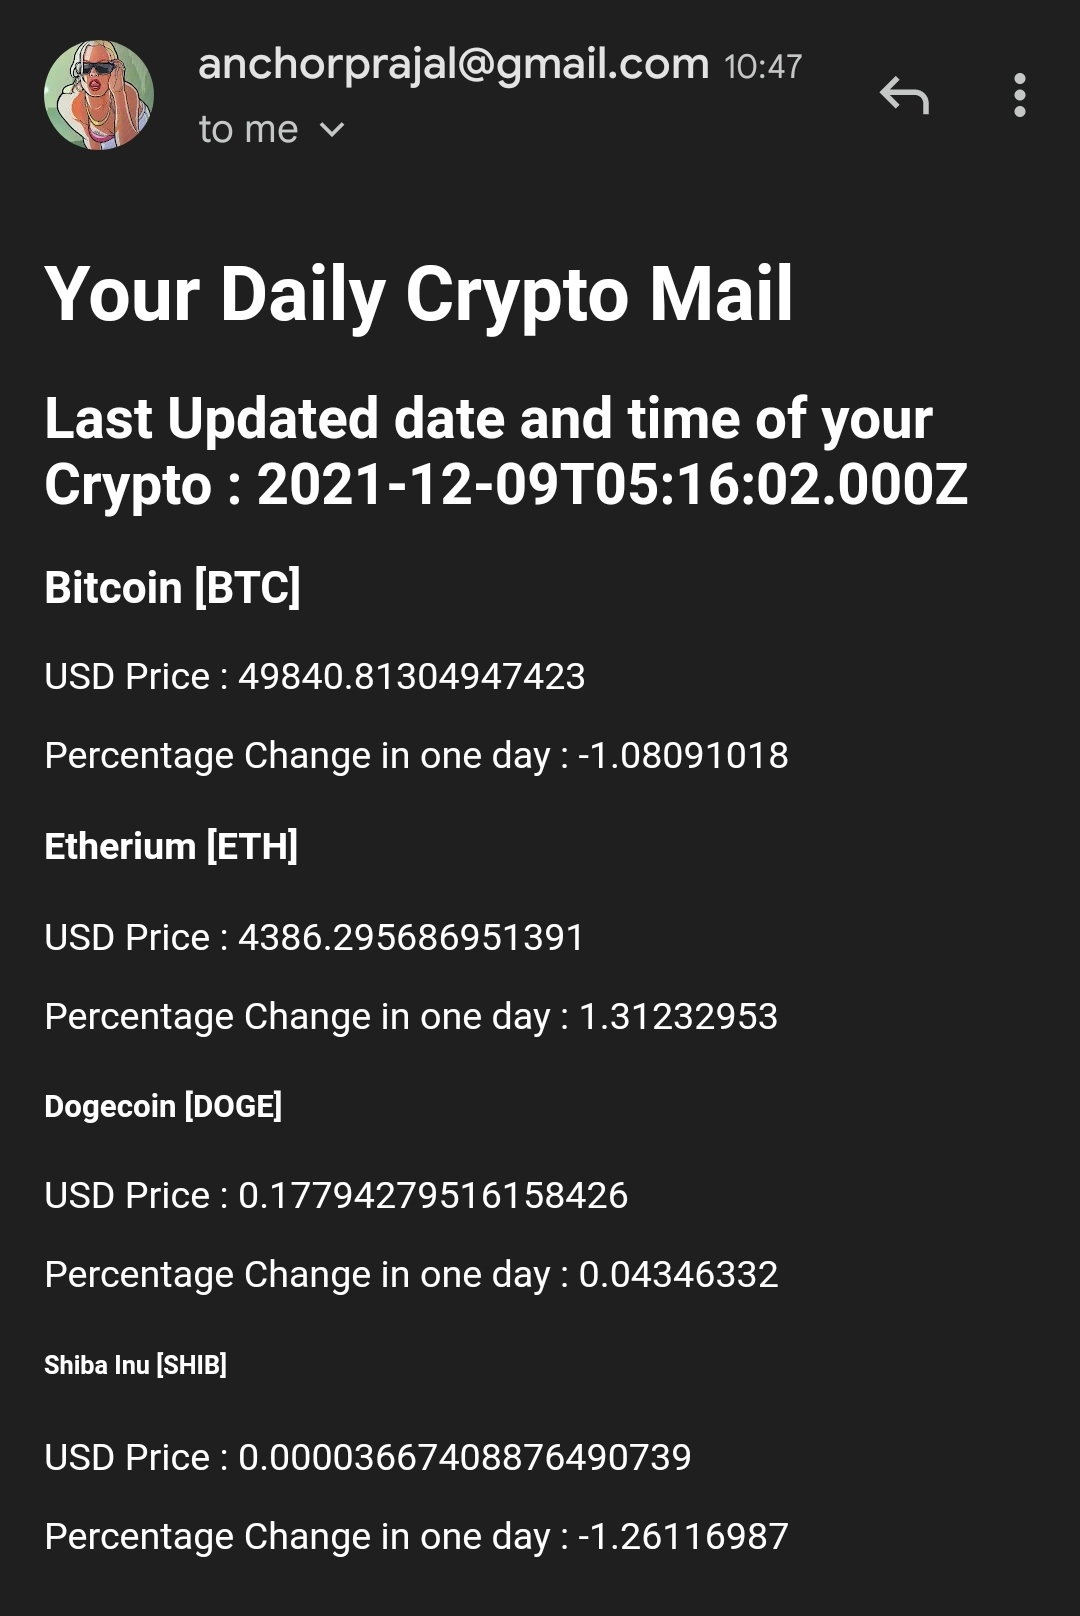 anchorprajal@gmail.com 10:47
to me
Your Daily Crypto Mail
Last Updated date and time of your
Crypto : 2021-12-09T05:16:02.000Z
Bitcoin [BTC]
USD Price : 49840.81304947423
Percentage Change in one day : -1.08091018
Etherium [ETH]
USD Price : 4386.295686951391
Percentage Change in one day : 1.31232953
Dogecoin [DOGE]
USD Price : 0.17794279516158426
Percentage Change in one day : 0.04346332
Shiba Inu [SHIB]
USD Price : 0.00003667408876490739
Percentage Change in one day : -1.26116987